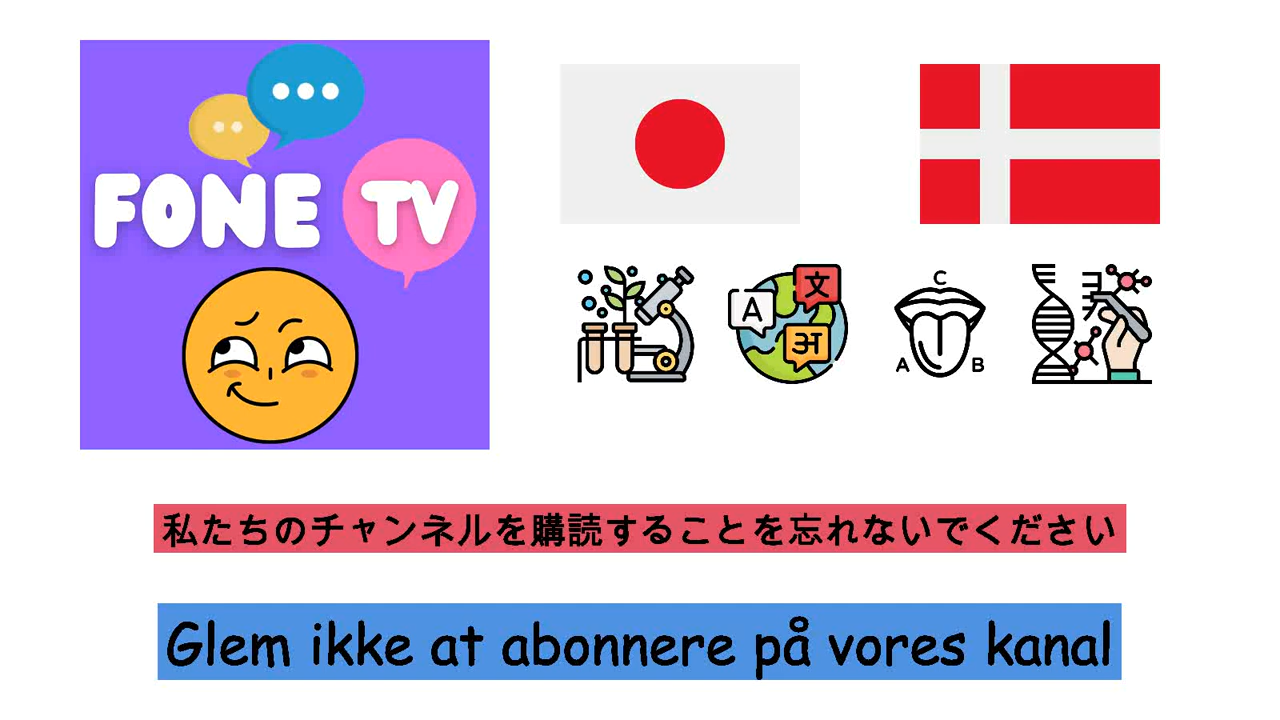 FONE TV
A 文 अ
C
A B
私たちのチャンネルを購読することを忘れないでください
Glem ikke at abonnere på vores kanal